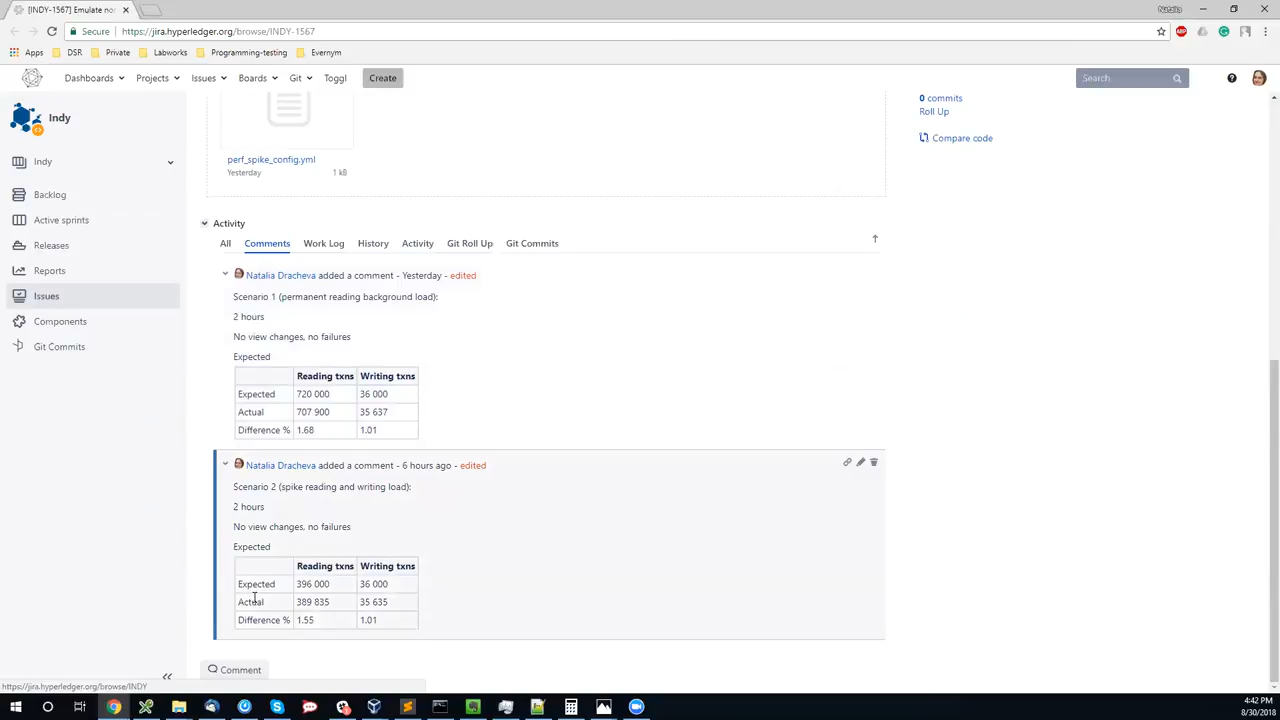 [INDY-1567] Emulate no
Natalia
Secure
https://jira.hyperledger.org/browse/INDY-1567
Apps
DSR
Private
Labworks
Programming-testing
Evernym
Dashboards
Projects
Issues
Boards
Git
Toggl
Create
Search
Indy
0 commits
Roll Up
Compare code
Indy
perf_spike_config.yml
Yesterday
1 kB
Backlog
Active sprints
Releases
Reports
Issues
Components
Git Commits
Activity
All
Comments
Work Log
History
Activity
Git Roll Up
Git Commits
Natalia Dracheva added a comment - Yesterday - edited
Scenario 1 (permanent reading background load):
2 hours
No view changes, no failures
Expected
Reading txns Writing txns
Expected 720 000 36 000
Actual 707 900 35 637
Difference % 1.68 1.01
Natalia Dracheva added a comment - 6 hours ago - edited
Scenario 2 (spike reading and writing load):
2 hours
No view changes, no failures
Expected
Reading txns Writing txns
Expected 396 000 36 000
Actual 389 835 35 635
Difference % 1.55 1.01
Comment
https://jira.hyperledger.org/browse/INDY
4:42 PM
8/30/2018